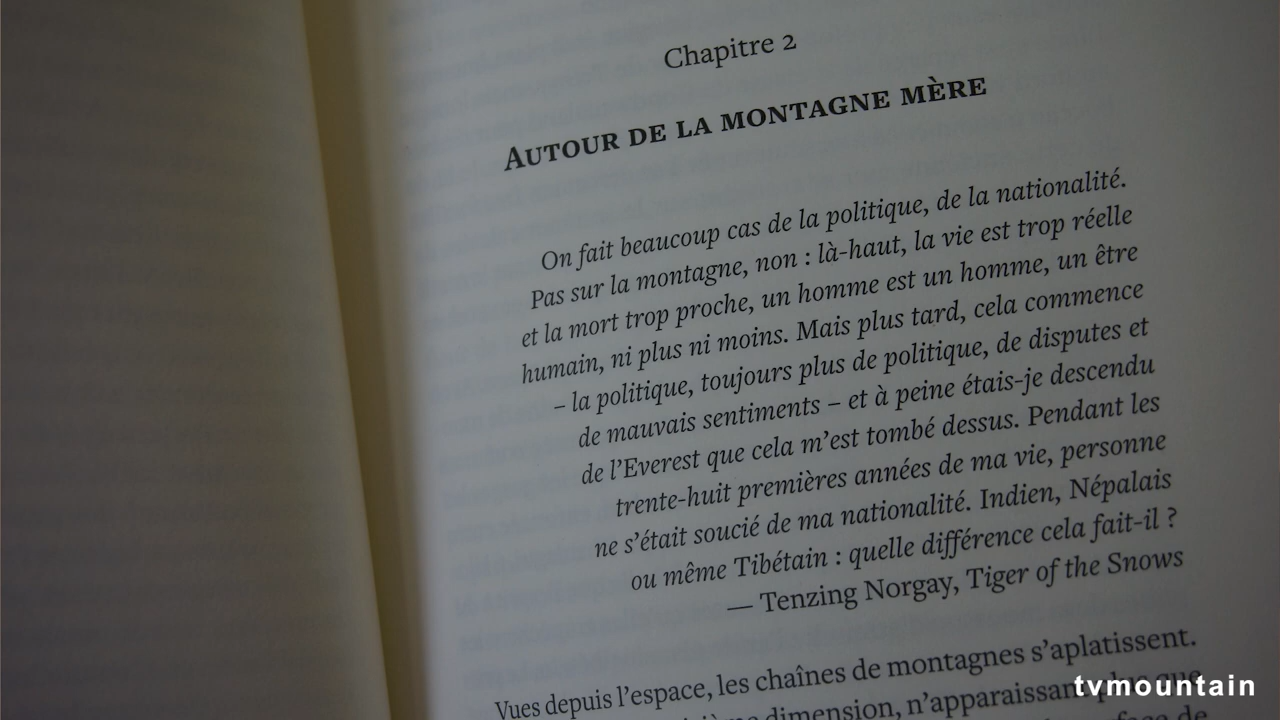 Chapitre 2
AUTOUR DE LA MONTAGNE MÈRE
On fait beaucoup cas de la politique, de la nationalité.
Pas sur la montagne, non : là-haut, la vie est trop réelle
et la mort trop proche, un homme est un homme, un être
humain, ni plus ni moins. Mais plus tard, cela commence
– la politique, toujours plus de politique, de disputes et
de mauvais sentiments – et à peine étais-je descendu
de l’Everest que cela m’est tombé dessus. Pendant les
trente-huit premières années de ma vie, personne
ne s’était soucié de ma nationalité. Indien, Népalais
ou même Tibétain : quelle différence cela fait-il ?
— Tenzing Norgay, Tiger of the Snows
Vues depuis l’espace, les chaînes de montagnes s’aplatissent.
dimension, n’apparaissant plus que
de
tvmountain